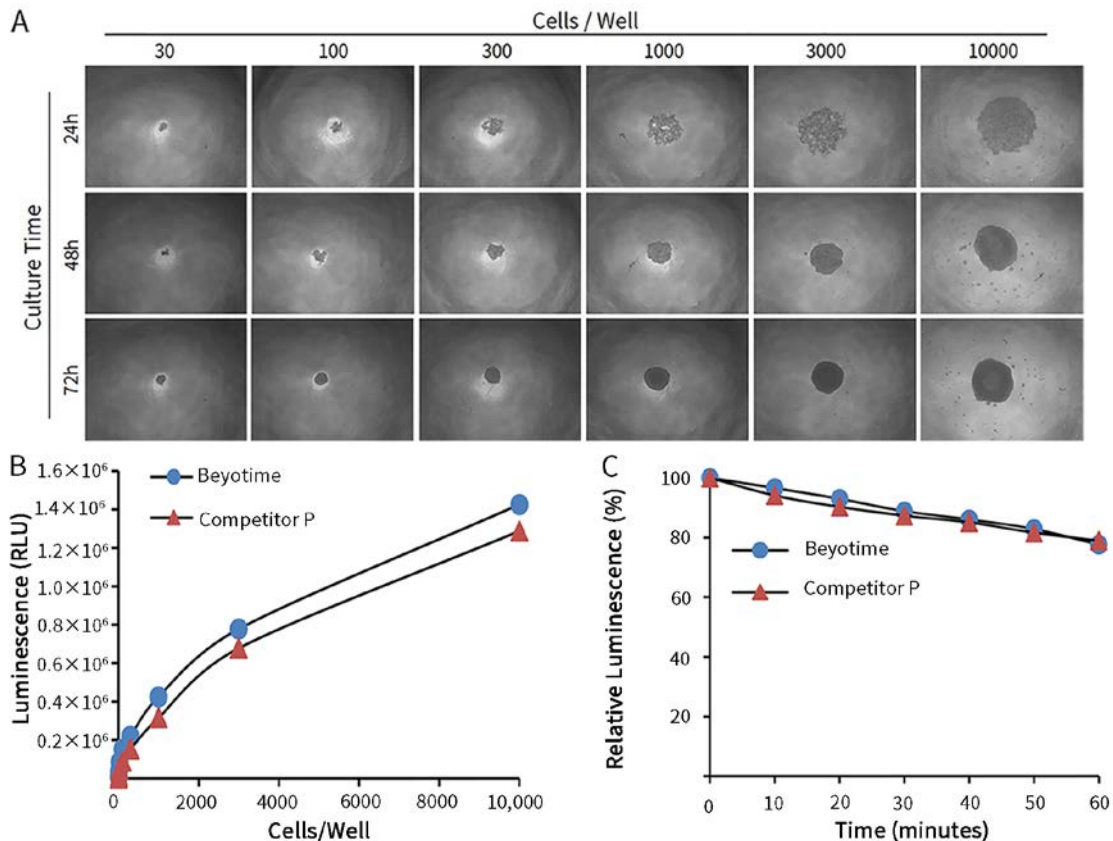 A
Cells / Well
30 100 300 1000 3000 10000
Culture Time
24h
48h
72h
B
Luminescence (RLU)
1.6×10⁶
1.4×10⁶
1.2×10⁶
1.0×10⁶
0.8×10⁶
0.6×10⁶
0.4×10⁶
0.2×10⁶
Beyotime
Competitor P
0 2000 4000 6000 8000 10,000
Cells/Well
C
Relative Luminescence (%)
100
80
60
40
20
Beyotime
Competitor P
0 10 20 30 40 50 60
Time (minutes)